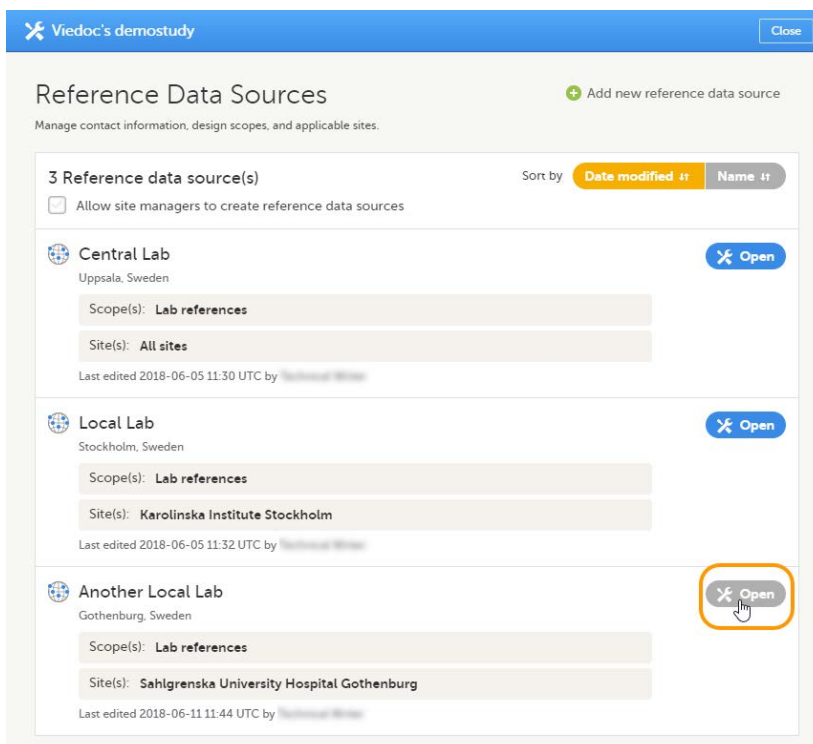 Viedoc's demostudy
Close
Reference Data Sources
Add new reference data source
Manage contact information, design scopes, and applicable sites.
3 Reference data source(s)
Sort by Date modified Name
Allow site managers to create reference data sources
Central Lab
Open
Uppsala, Sweden
Scope(s): Lab references
Site(s): All sites
Last edited 2018-06-05 11:30 UTC by
Local Lab
Open
Stockholm, Sweden
Scope(s): Lab references
Site(s): Karolinska Institute Stockholm
Last edited 2018-06-05 11:32 UTC by
Another Local Lab
Open
Gothenburg, Sweden
Scope(s): Lab references
Site(s): Sahlgrenska University Hospital Gothenburg
Last edited 2018-06-11 11:44 UTC by